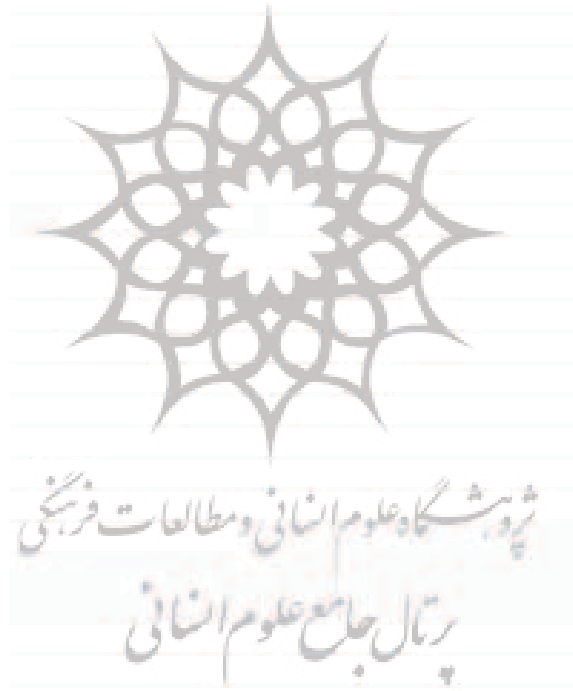 پژوهشگاه علوم انسانی و مطالعات فرهنگی
پرتال جامع علوم انسانی